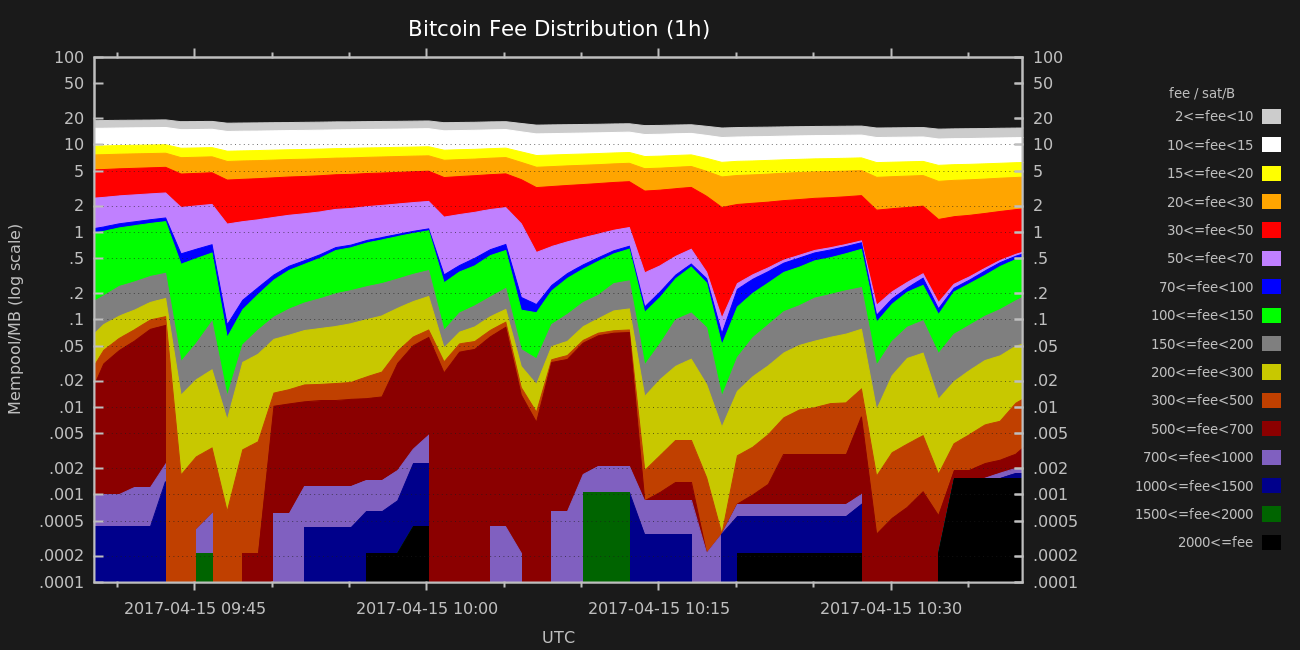 Bitcoin Fee Distribution (1h)
Mempool/MB (log scale)
100
50
20
10
5
2
1
.5
.2
.1
.05
.02
.01
.005
.002
.001
.0005
.0002
.0001
100
50
20
10
5
2
1
.5
.2
.1
.05
.02
.01
.005
.002
.001
.0005
.0002
.0001
2017-04-15 09:45
2017-04-15 10:00
2017-04-15 10:15
2017-04-15 10:30
UTC
fee / sat/B
2<=fee<10
10<=fee<15
15<=fee<20
20<=fee<30
30<=fee<50
50<=fee<70
70<=fee<100
100<=fee<150
150<=fee<200
200<=fee<300
300<=fee<500
500<=fee<700
700<=fee<1000
1000<=fee<1500
1500<=fee<2000
2000<=fee